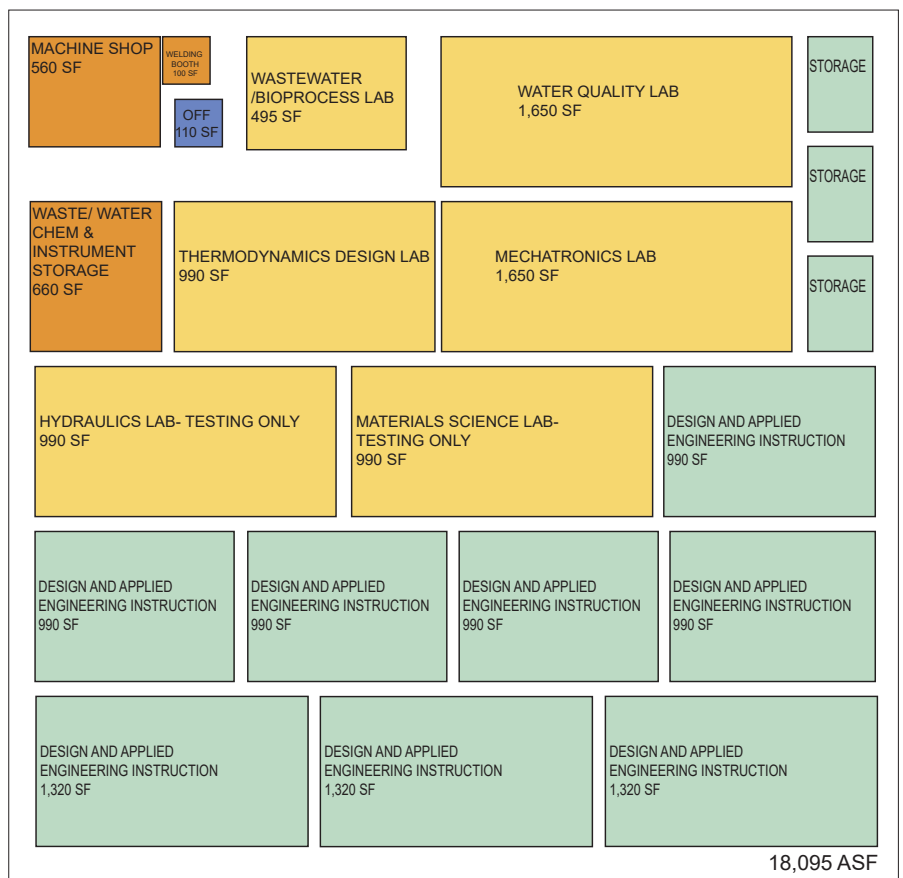 MACHINE SHOP
560 SF
WELDING
BOOTH
100 SF
OFF
110 SF
WASTEWATER
/BIOPROCESS LAB
495 SF
WATER QUALITY LAB
1,650 SF
STORAGE
STORAGE
STORAGE
WASTE/ WATER
CHEM &
INSTRUMENT
STORAGE
660 SF
THERMODYNAMICS DESIGN LAB
990 SF
MECHATRONICS LAB
1,650 SF
HYDRAULICS LAB- TESTING ONLY
990 SF
MATERIALS SCIENCE LAB-
TESTING ONLY
990 SF
DESIGN AND APPLIED
ENGINEERING INSTRUCTION
990 SF
DESIGN AND APPLIED
ENGINEERING INSTRUCTION
990 SF
DESIGN AND APPLIED
ENGINEERING INSTRUCTION
990 SF
DESIGN AND APPLIED
ENGINEERING INSTRUCTION
990 SF
DESIGN AND APPLIED
ENGINEERING INSTRUCTION
990 SF
DESIGN AND APPLIED
ENGINEERING INSTRUCTION
1,320 SF
DESIGN AND APPLIED
ENGINEERING INSTRUCTION
1,320 SF
DESIGN AND APPLIED
ENGINEERING INSTRUCTION
1,320 SF
18,095 ASF